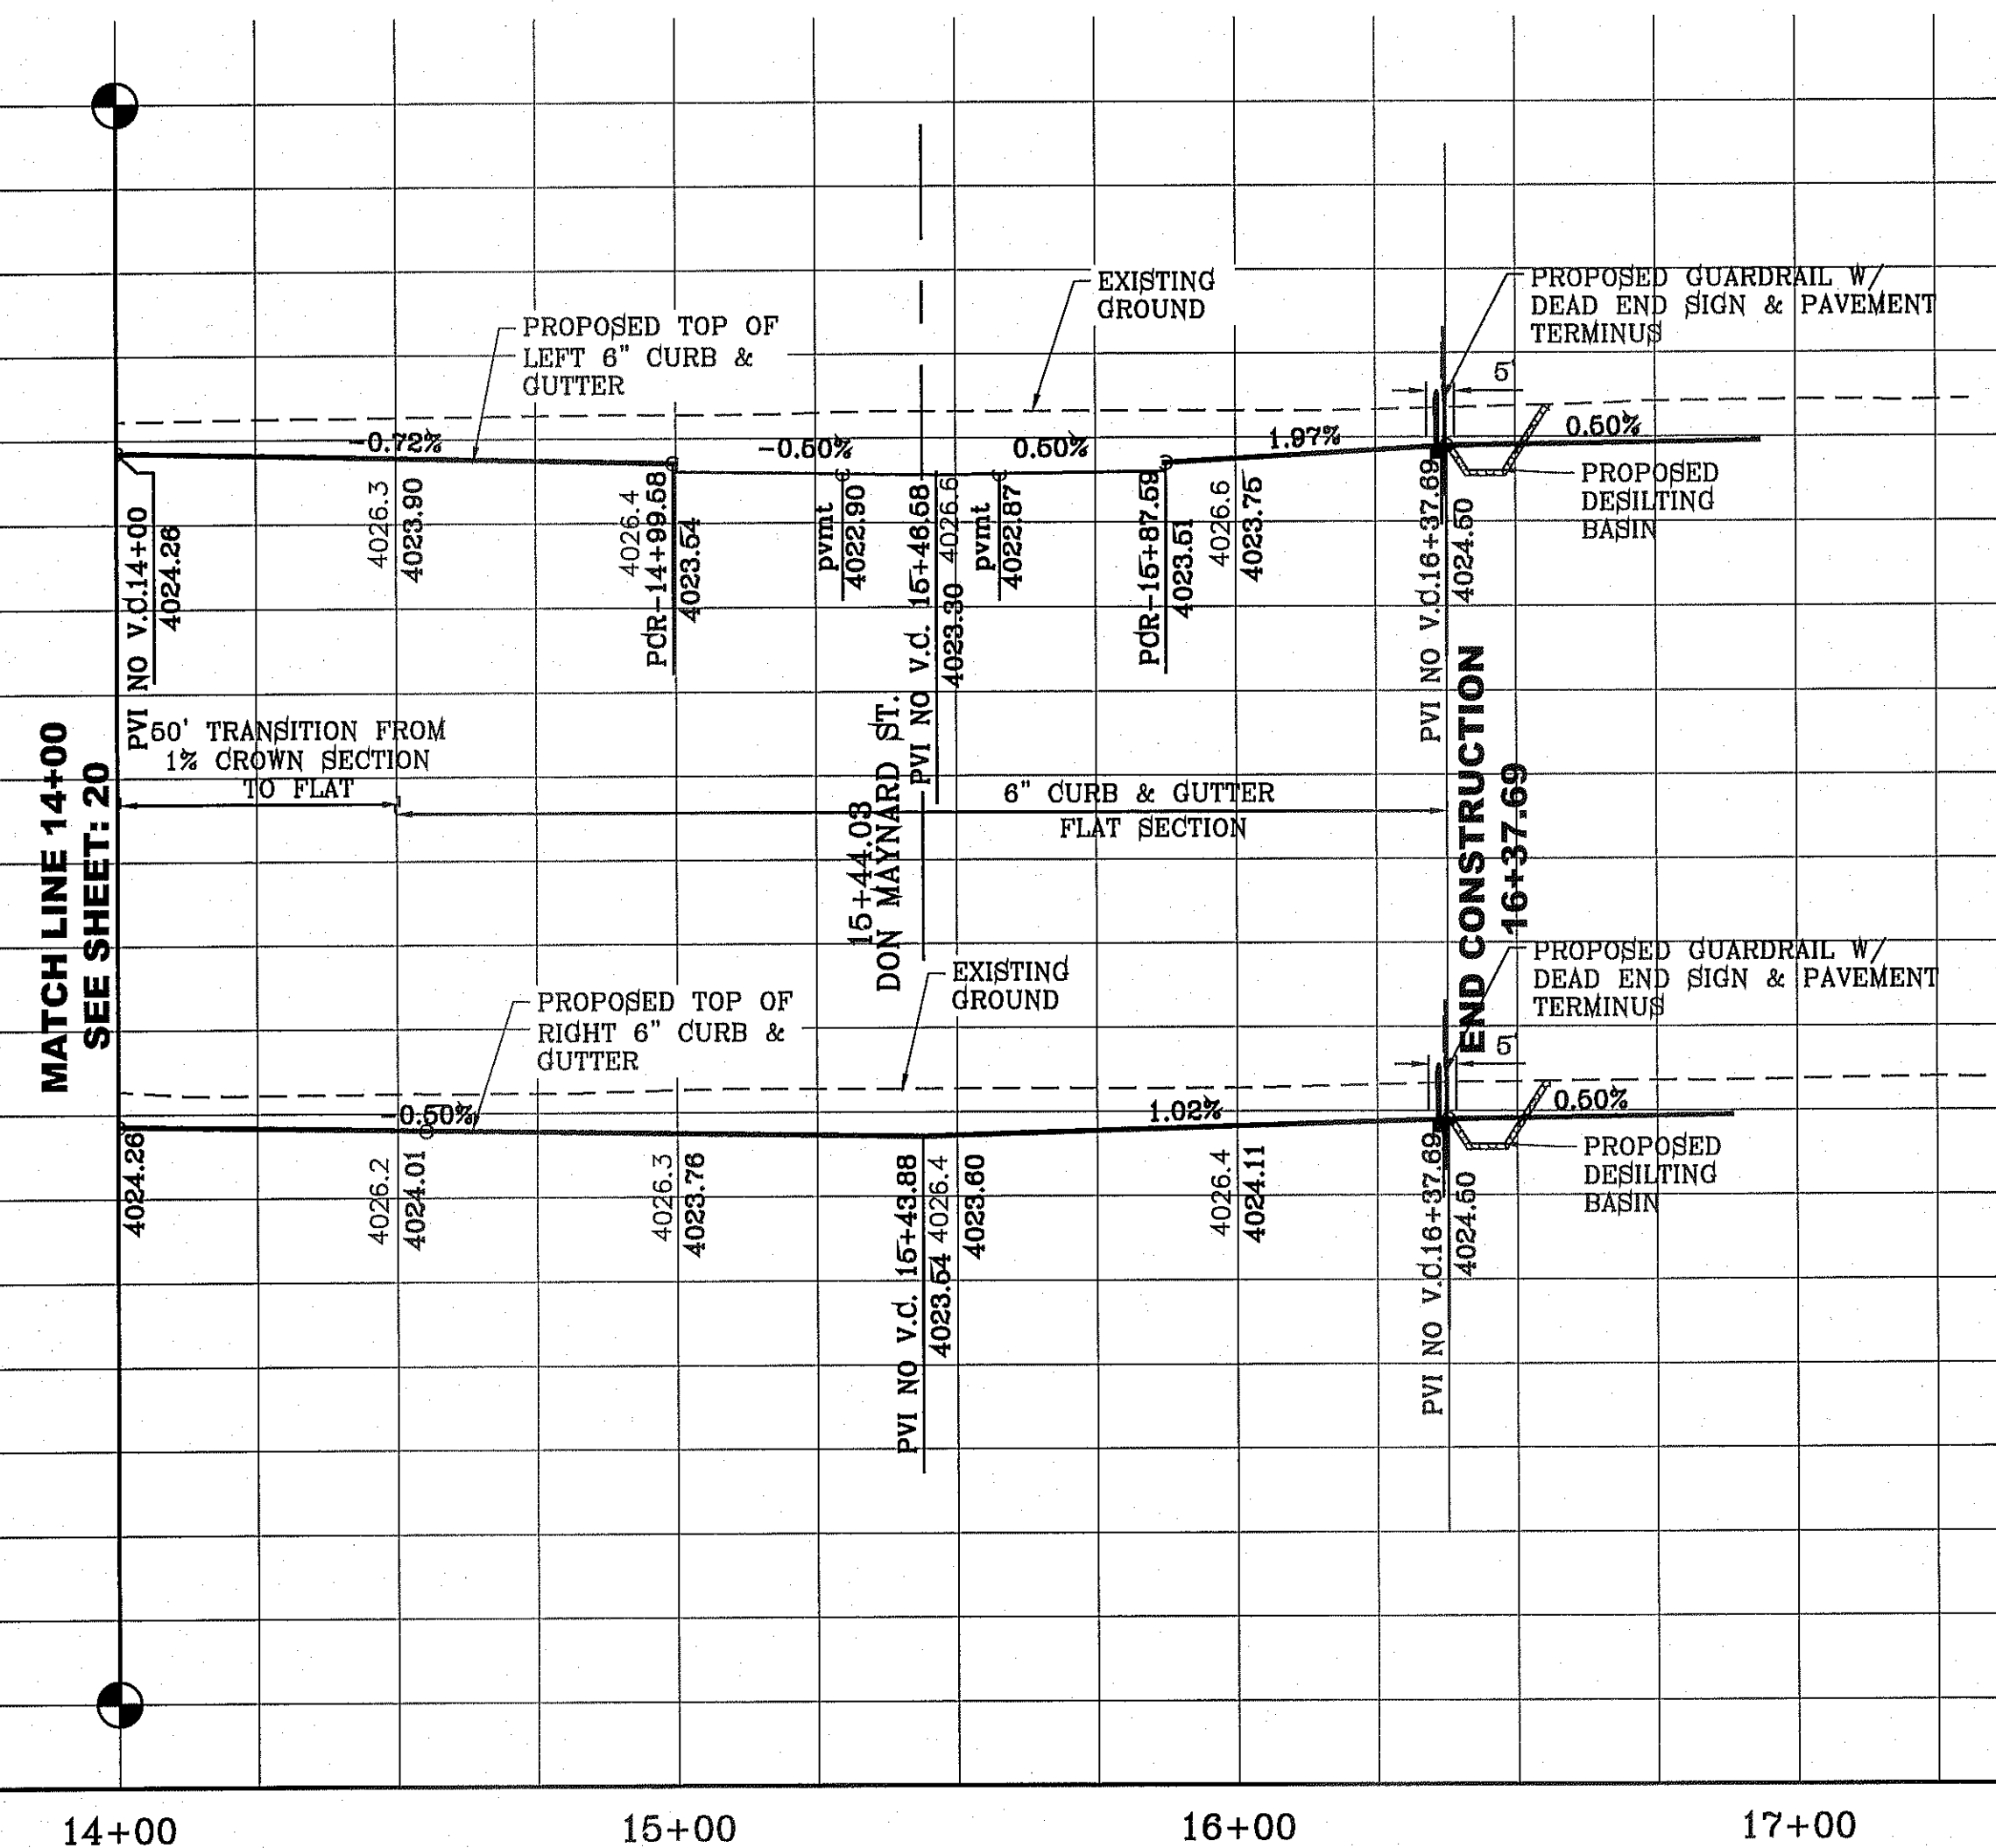 PROPOSED GUARDRAIL W/
DEAD END SIGN & PAVEMENT
TERMINUS
EXISTING
GROUND
PROPOSED TOP OF
LEFT 6" CURB &
GUTTER
5'
-0.72%
-0.50%
0.50%
1.97%
0.50%
PROPOSED
DESILTING
BASIN
PVI NO V.C.14+00
4024.26
4026.3
4023.90
4026.4
PCR-14+99.58
4023.54
pvmt
4022.90
PVI NO V.C. 15+46.58
4026.6
4023.30
pvmt
4022.87
PCR-15+87.59
4023.51
4026.6
4023.75
PVI NO V.C.16+37.69
4024.50
50' TRANSITION FROM
1% CROWN SECTION
TO FLAT
6" CURB & GUTTER
FLAT SECTION
MATCH LINE 14+00
SEE SHEET: 20
15+44.03
DON MAYNARD ST.
END CONSTRUCTION
16+37.69
PROPOSED GUARDRAIL W/
DEAD END SIGN & PAVEMENT
TERMINUS
EXISTING
GROUND
PROPOSED TOP OF
RIGHT 6" CURB &
GUTTER
5'
-0.50%
1.02%
0.50%
PROPOSED
DESILTING
BASIN
4024.26
4026.2
4024.01
4026.3
4023.76
PVI NO V.C. 15+43.88
4023.54
4026.4
4023.60
4026.4
4024.11
PVI NO V.C.16+37.69
4024.50
14+00
15+00
16+00
17+00